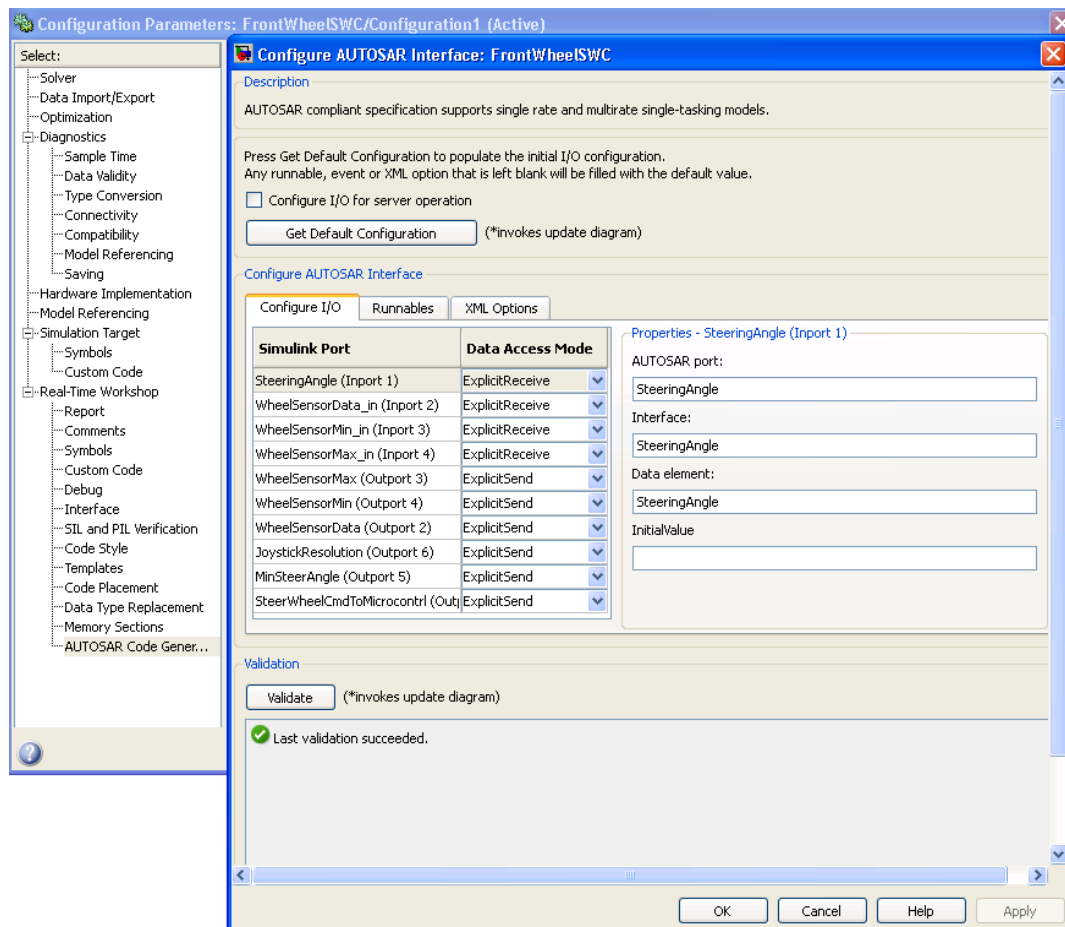 Configuration Parameters: FrontWheelSWC/Configuration1 (Active)
Select:
Solver
Data Import/Export
Optimization
Diagnostics
Sample Time
Data Validity
Type Conversion
Connectivity
Compatibility
Model Referencing
Saving
Hardware Implementation
Model Referencing
Simulation Target
Symbols
Custom Code
Real-Time Workshop
Report
Comments
Symbols
Custom Code
Debug
Interface
SIL and PIL Verification
Code Style
Templates
Code Placement
Data Type Replacement
Memory Sections
AUTOSAR Code Gener...
Configure AUTOSAR Interface: FrontWheelSWC
Description
AUTOSAR compliant specification supports single rate and multirate single-tasking models.
Press Get Default Configuration to populate the initial I/O configuration.
Any runnable, event or XML option that is left blank will be filled with the default value.
Configure I/O for server operation
Get Default Configuration (*invokes update diagram)
Configure AUTOSAR Interface
Configure I/O Runnables XML Options
Simulink Port Data Access Mode
SteeringAngle (Inport 1) ExplicitReceive
WheelSensorData_in (Inport 2) ExplicitReceive
WheelSensorMin_in (Inport 3) ExplicitReceive
WheelSensorMax_in (Inport 4) ExplicitReceive
WheelSensorMax (Outport 3) ExplicitSend
WheelSensorMin (Outport 4) ExplicitSend
WheelSensorData (Outport 2) ExplicitSend
JoystickResolution (Outport 6) ExplicitSend
MinSteerAngle (Outport 5) ExplicitSend
SteerWheelCmdToMicrocontrl (Outp ExplicitSend
Properties - SteeringAngle (Inport 1)
AUTOSAR port:
SteeringAngle
Interface:
SteeringAngle
Data element:
SteeringAngle
InitialValue
Validation
Validate (*invokes update diagram)
Last validation succeeded.
OK Cancel Help Apply